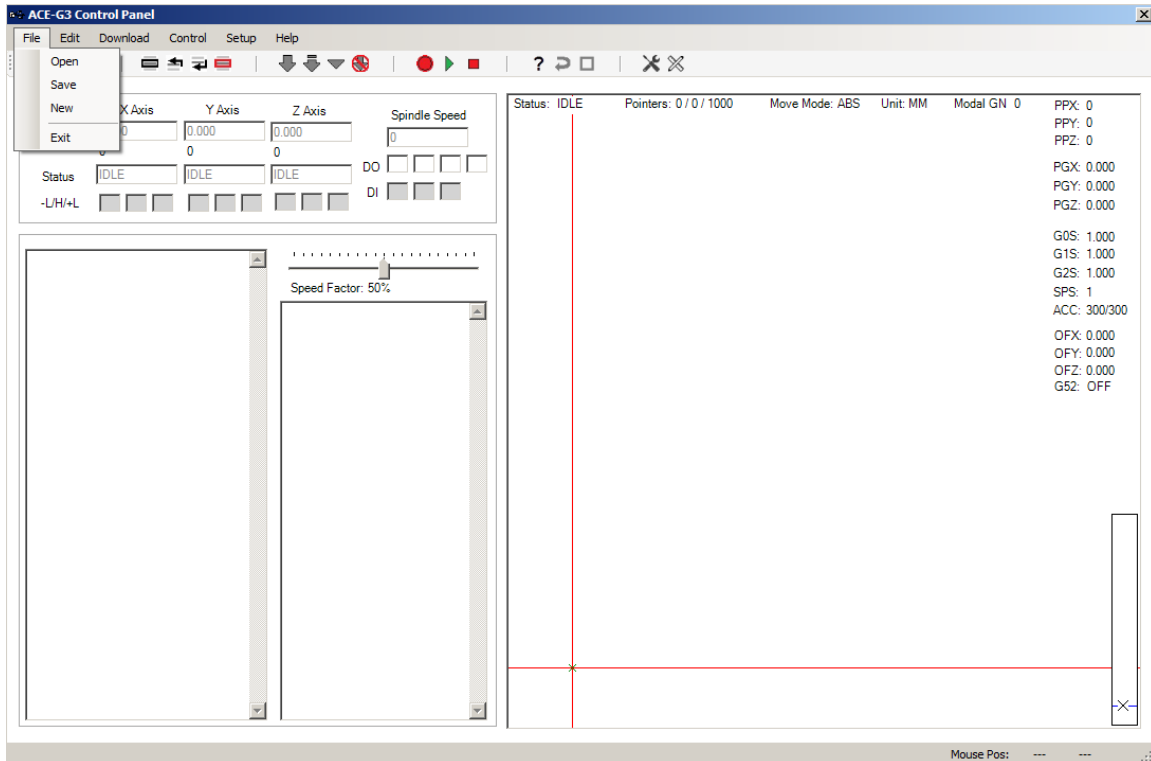 ACE-G3 Control Panel
File Edit Download Control Setup Help
Open
Save
New
Exit
X Axis Y Axis Z Axis Spindle Speed
0.000 0.000 0
0 0
Status IDLE IDLE IDLE DO
-L/H/+L DI
Speed Factor: 50%
Status: IDLE Pointers: 0 / 0 / 1000 Move Mode: ABS Unit: MM Modal GN 0
PPX: 0
PPY: 0
PPZ: 0
PGX: 0.000
PGY: 0.000
PGZ: 0.000
G0S: 1.000
G1S: 1.000
G2S: 1.000
SPS: 1
ACC: 300/300
OFX: 0.000
OFY: 0.000
OFZ: 0.000
G52: OFF
Mouse Pos: --- ---